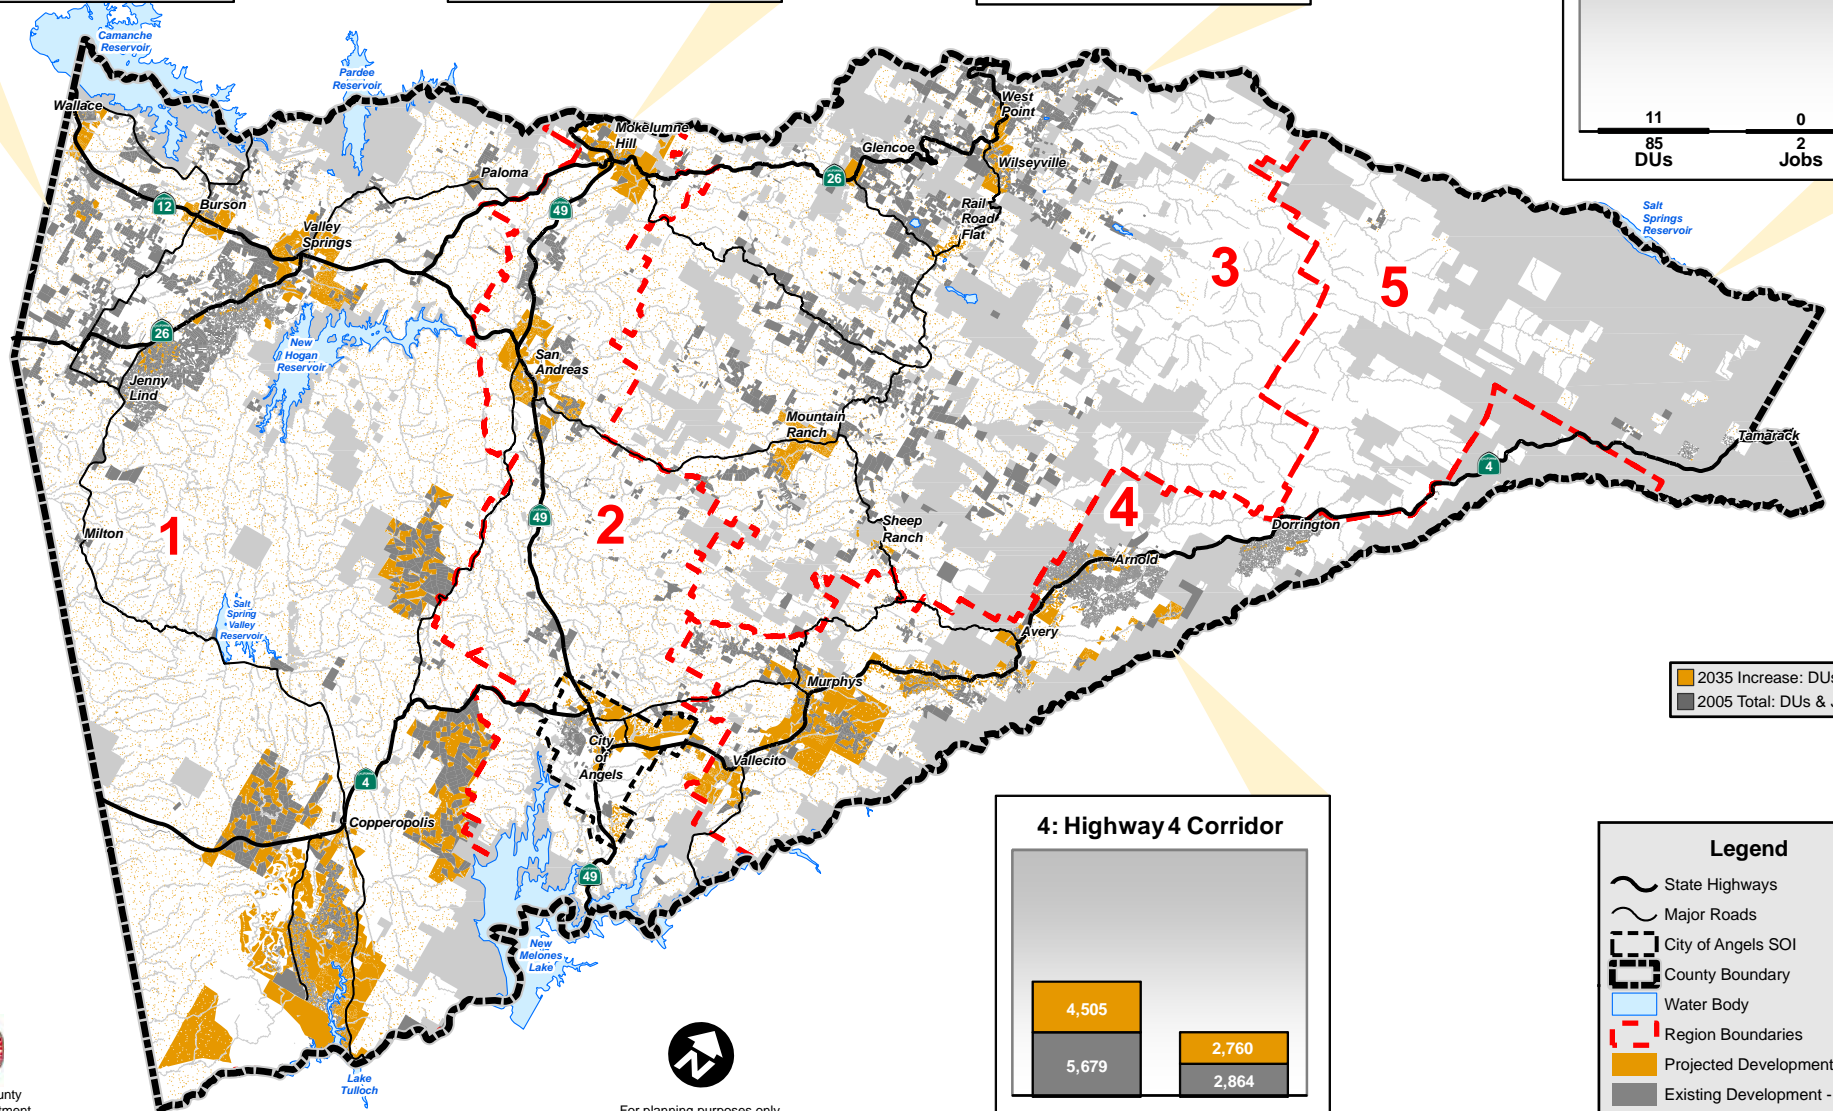 Camanche
Reservoir
Pardee
Reservoir
Wallace
Mokelumne
Hill
West
Point
Glencoe
Wilseyville
Paloma
26
12
Burson
49
Valley
Springs
Rail
Road
Flat
Salt
Springs
Reservoir
11
0
85
2
DUs
Jobs
3
5
26
New
Hogan
Reservoir
San
Andreas
Jenny
Lind
Mountain
Ranch
Tamarack
4
49
2
4
1
Milton
Sheep
Ranch
Dorrington
Arnold
Salt
Spring
Valley
Reservoir
Avery
Murphys
City
of
Angels
Vallecito
4
Copperopolis
49
New
Melones
Lake
Lake
Tulloch
2035 Increase: DUs
2005 Total: DUs &
4: Highway 4 Corridor
4,505
2,760
5,679
2,864
Legend
State Highways
Major Roads
City of Angels SOI
County Boundary
Water Body
Region Boundaries
Projected Development
Existing Development -
N
For planning purposes only